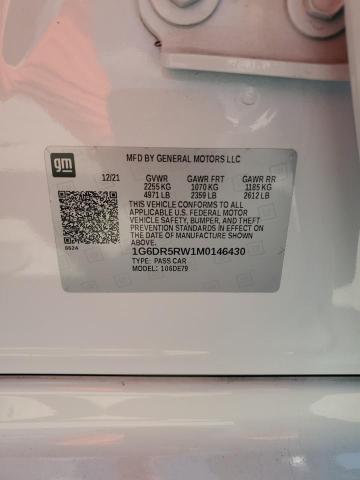 gm
MFD BY GENERAL MOTORS LLC
12/21 GVWR GAWR FRT GAWR RR
2255 KG 1070 KG 1185 KG
4971 LB 2359 LB 2612 LB
THIS VEHICLE CONFORMS TO ALL
APPLICABLE U.S. FEDERAL MOTOR
VEHICLE SAFETY, BUMPER, AND THEFT
PREVENTION STANDARDS IN EFFECT
ON THE DATE OF MANUFACTURE
SHOWN ABOVE.
6624
1G6DR5RW1M0146430
TYPE: PASS CAR
MODEL: 106DE79